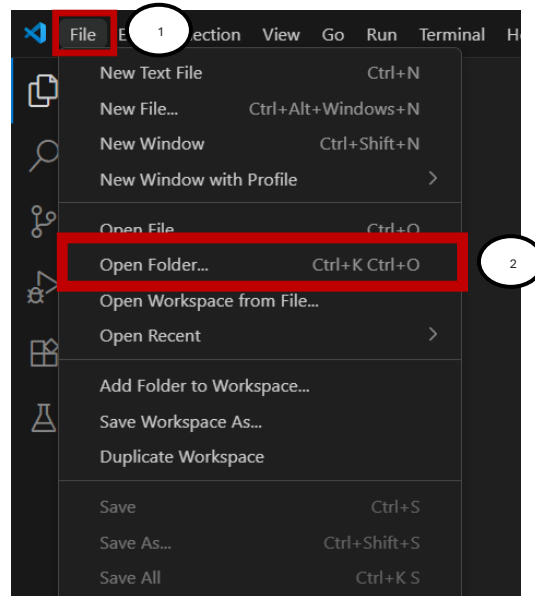 File 1 ection View Go Run Terminal H
New Text File Ctrl+N
New File... Ctrl+Alt+Windows+N
New Window Ctrl+Shift+N
New Window with Profile
Open File Ctrl+O
Open Folder... Ctrl+K Ctrl+O
2
Open Workspace from File...
Open Recent
Add Folder to Workspace...
Save Workspace As...
Duplicate Workspace
Save Ctrl+S
Save As... Ctrl+Shift+S
Save All Ctrl+K S